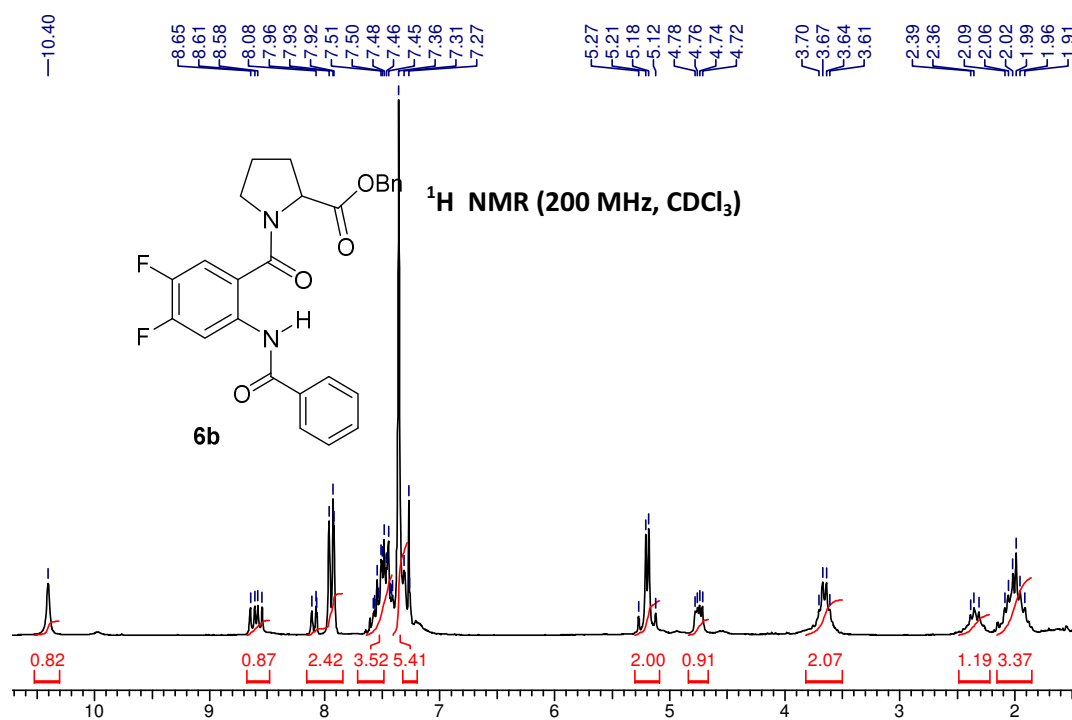 10.40
8.65
8.61
8.58
8.08
7.96
7.93
7.92
7.51
7.50
7.48
7.46
7.45
7.36
7.31
7.27
5.27
5.21
5.18
5.12
4.78
4.76
4.74
4.72
3.70
3.67
3.64
3.61
2.39
2.36
2.09
2.06
2.02
1.99
1.96
1.91
¹H NMR (200 MHz, CDCl₃)
OBn
O
N
F
O
F
N
H
O
6b
0.82 0.87 2.42 3.52 5.41 2.00 0.91 2.07 1.19 3.37
10 9 8 7 6 5 4 3 2